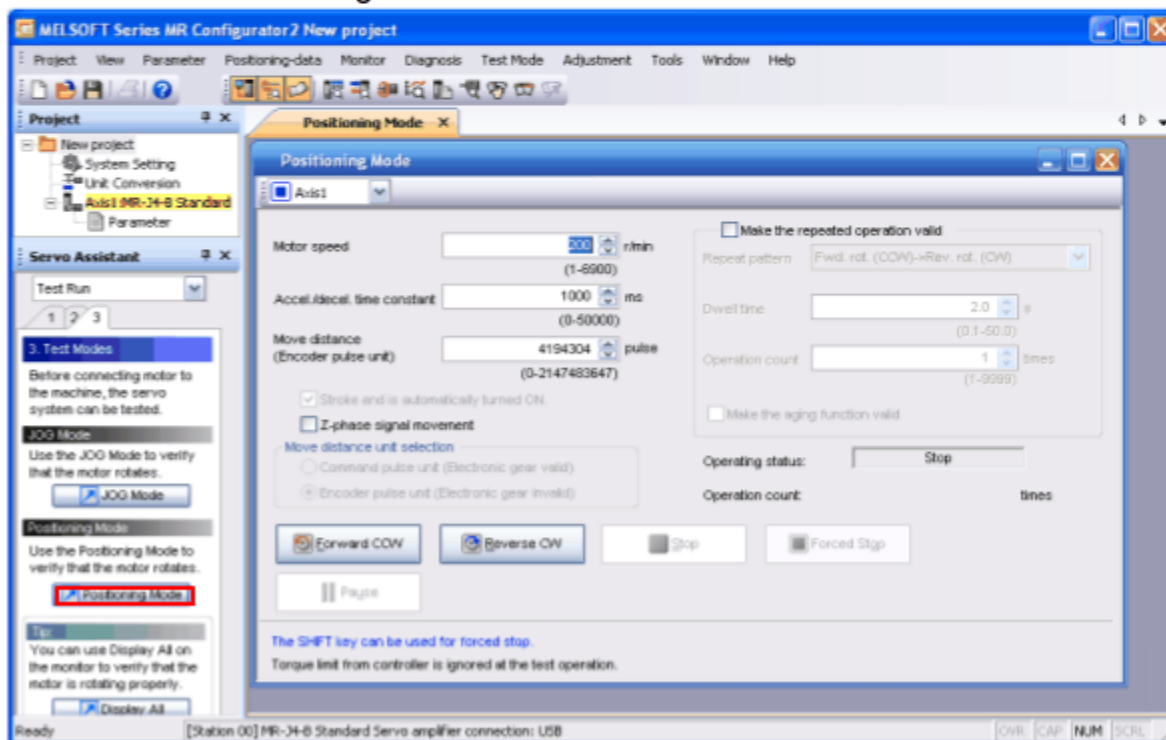 MELSOFT Series MR Configurator2 New project
Project View Parameter Positioning-data Monitor Diagnosis Test Mode Adjustment Tools Window Help
Project
New project
System Setting
Unit Conversion
Axis1:MR-J4-B Standard
Parameter
Servo Assistant
Test Run
1 2 3
3. Test Modes
Before connecting motor to
the machine, the servo
system can be tested.
JOG Mode
Use the JOG Mode to verify
that the motor rotates.
JOG Mode
Positioning Mode
Use the Positioning Mode to
verify that the motor rotates.
Positioning Mode
Tip:
You can use Display All on
the monitor to verify that the
motor is rotating properly.
Display All
Positioning Mode
Positioning Mode
Axis1
Motor speed 200 r/min
(1-6900)
Accel./decel. time constant 1000 ms
(0-50000)
Move distance
(Encoder pulse unit) 4194304 pulse
(0-2147483647)
Stroke end is automatically turned ON.
Z-phase signal movement
Move distance unit selection
Command pulse unit (Electronic gear valid)
Encoder pulse unit (Electronic gear invalid)
Make the repeated operation valid
Repeat pattern Fwd. rot. (CCW)->Rev. rot. (CW)
Dwell time 2.0 s
(0.1-50.0)
Operation count 1 times
(1-9999)
Make the aging function valid
Operating status: Stop
Operation count: times
Forward CCW Reverse CW Stop Forced Stop
Pause
The SHIFT key can be used for forced stop.
Torque limit from controller is ignored at the test operation.
Ready [Station 00] MR-J4-B Standard Servo amplifier connection: USB OVR CAP NUM SCRL